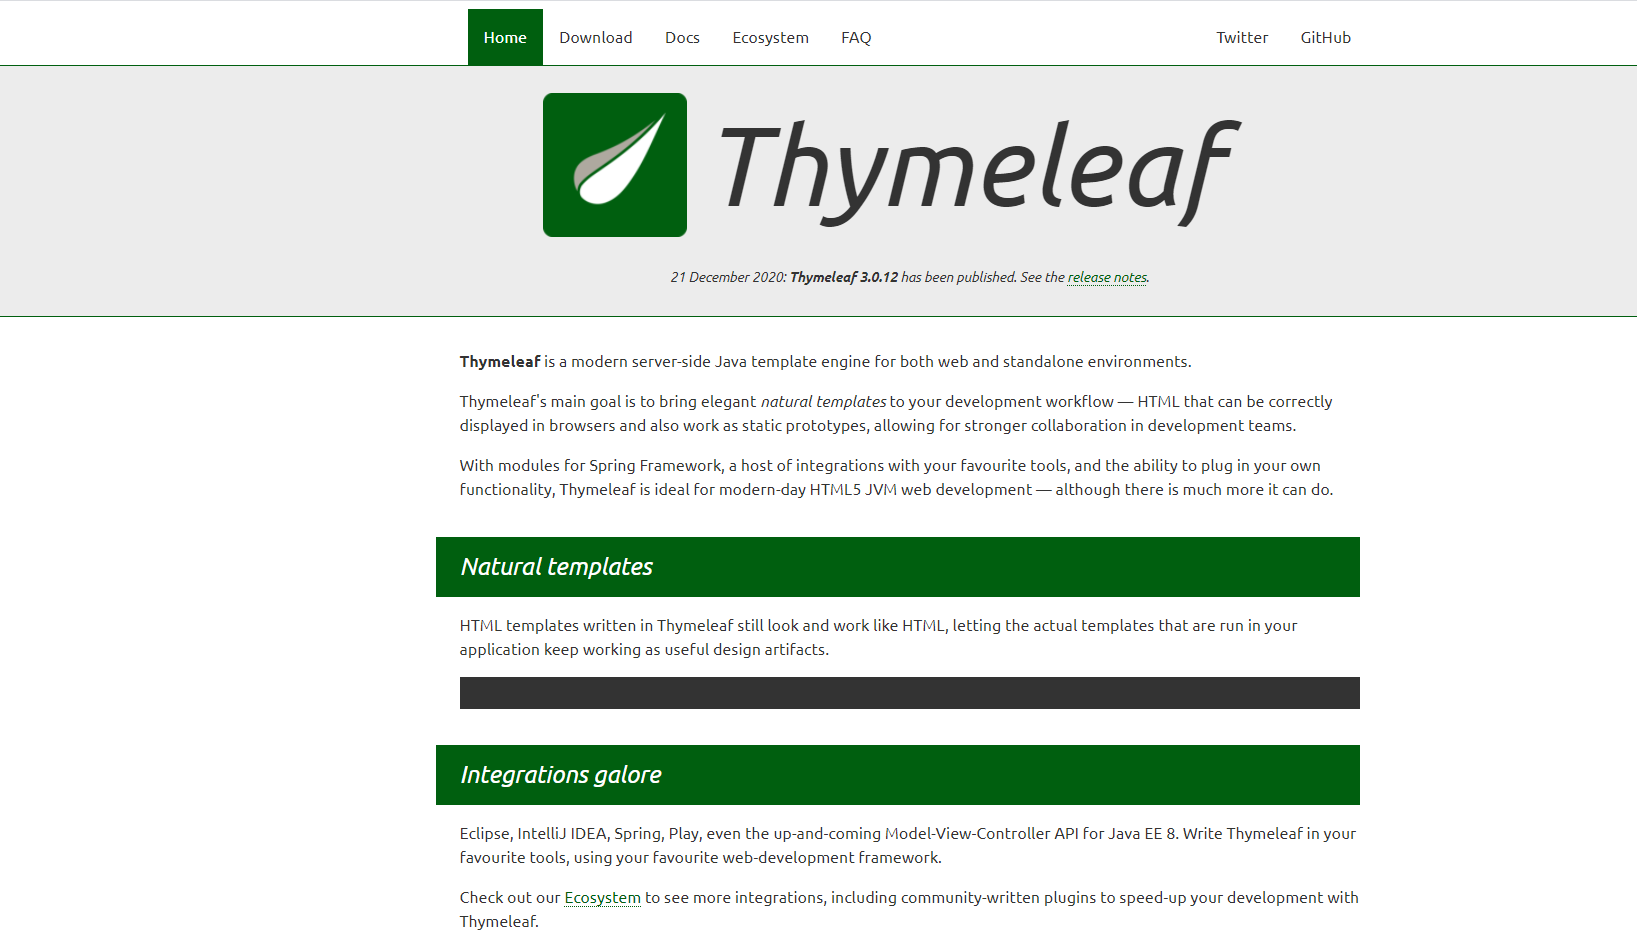 Home Download Docs Ecosystem FAQ Twitter GitHub
Thymeleaf
21 December 2020: Thymeleaf 3.0.12 has been published. See the release notes.
Thymeleaf is a modern server-side Java template engine for both web and standalone environments.
Thymeleaf's main goal is to bring elegant natural templates to your development workflow — HTML that can be correctly
displayed in browsers and also work as static prototypes, allowing for stronger collaboration in development teams.
With modules for Spring Framework, a host of integrations with your favourite tools, and the ability to plug in your own
functionality, Thymeleaf is ideal for modern-day HTML5 JVM web development — although there is much more it can do.
Natural templates
HTML templates written in Thymeleaf still look and work like HTML, letting the actual templates that are run in your
application keep working as useful design artifacts.
Integrations galore
Eclipse, IntelliJ IDEA, Spring, Play, even the up-and-coming Model-View-Controller API for Java EE 8. Write Thymeleaf in your
favourite tools, using your favourite web-development framework.
Check out our Ecosystem to see more integrations, including community-written plugins to speed-up your development with
Thymeleaf.